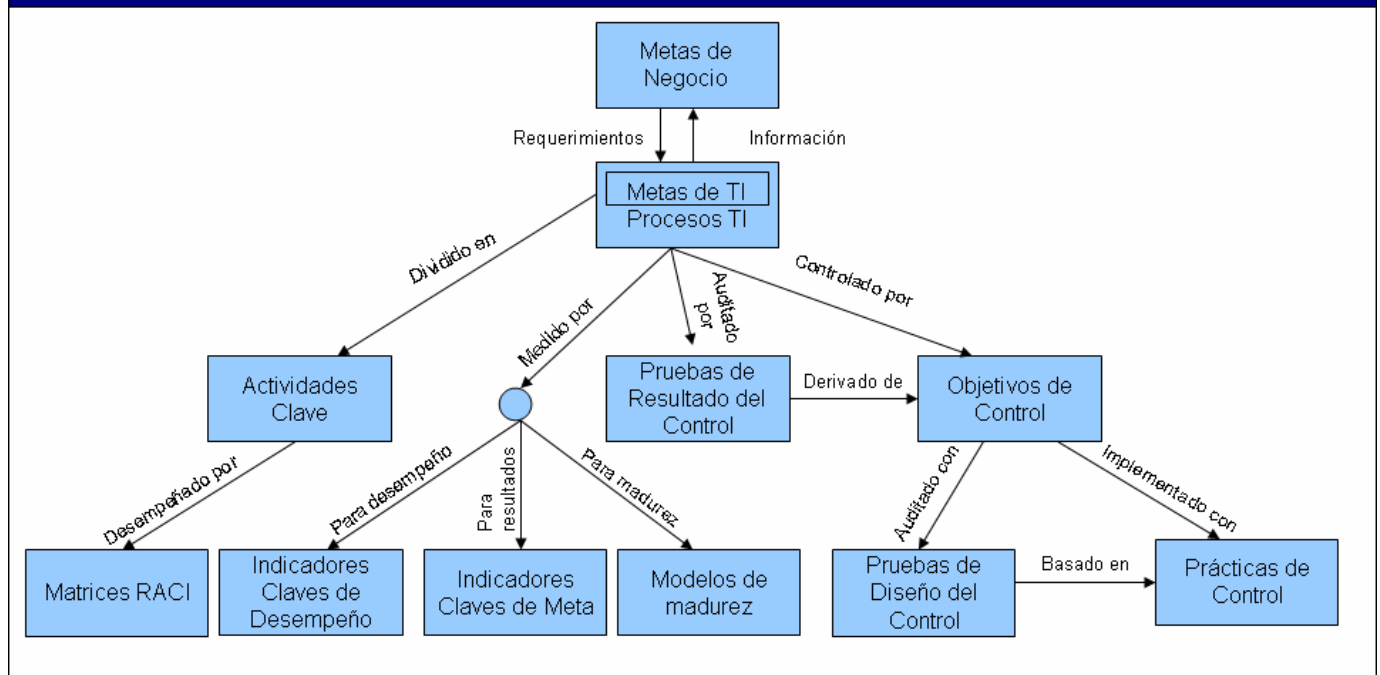 Metas de
Negocio
Requerimientos
Información
Metas de TI
Procesos TI
Dividido en
Medido por
Auditado
por
Controlado por
Actividades
Clave
Pruebas de
Resultado del
Control
Derivado de
Objetivos de
Control
Desempeñado por
Para desempeño
Para
resultados
Para madurez
Auditado con
Implementado con
Matrices RACI
Indicadores
Claves de
Desempeño
Indicadores
Claves de Meta
Modelos de
madurez
Pruebas de
Diseño del
Control
Basado en
Prácticas de
Control